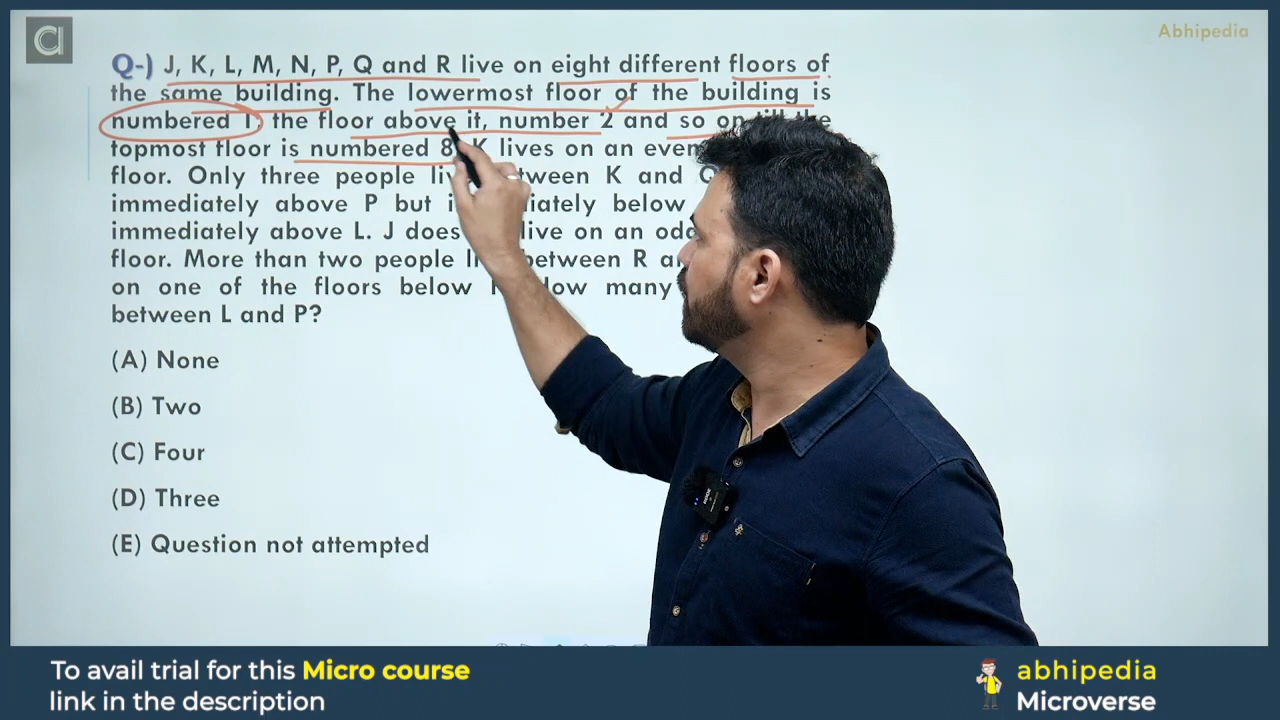 Abhipedia
Q-) J, K, L, M, N, P, Q and R live on eight different floors of
the same building. The lowermost floor of the building is
numbered 1, the floor above it, number 2 and so on till the
topmost floor is numbered 8. K lives on an even
floor. Only three people between K and
immediately above P but below
immediately above L. J does live on an odd
floor. More than two people between R
on one of the floors below How many
between L and P?
(A) None
(B) Two
(C) Four
(D) Three
(E) Question not attempted
To avail trial for this Micro course
link in the description
abhipedia
Microverse